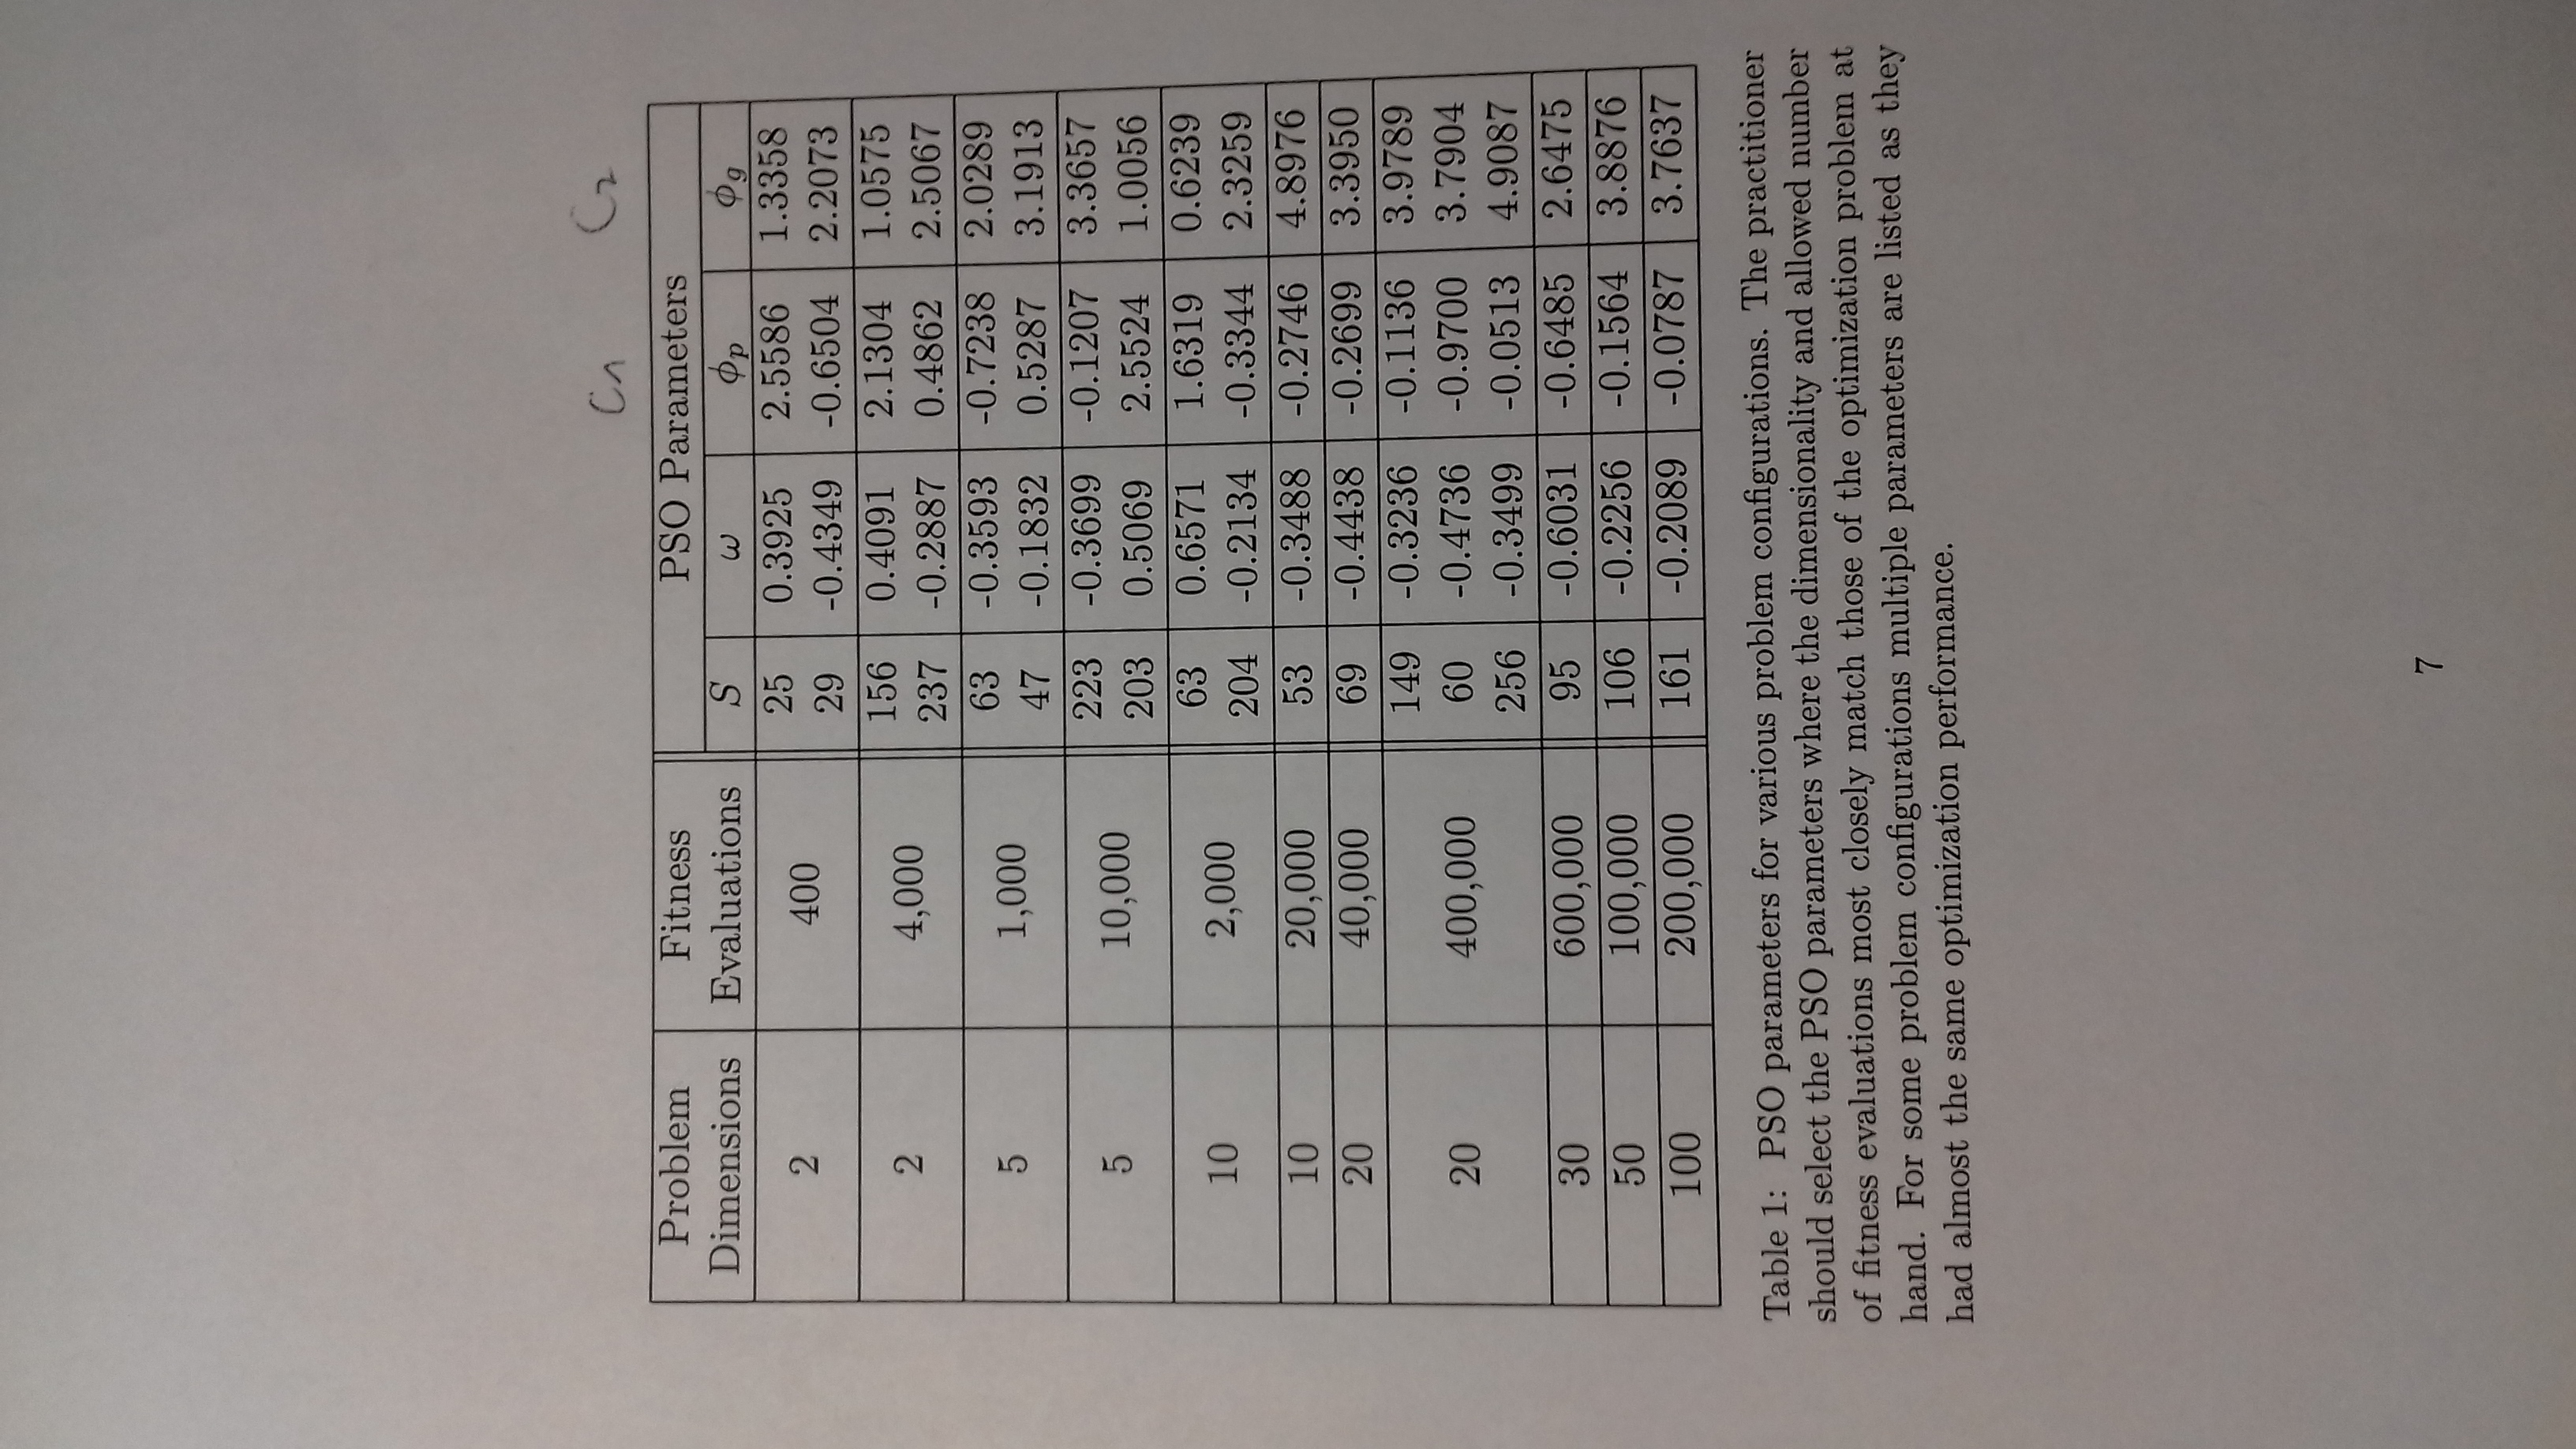 C1 C2
Problem Fitness PSO Parameters
Dimensions Evaluations S ω ϕp ϕg
2 400 25 0.3925 2.5586 1.3358
29 -0.4349 -0.6504 2.2073
2 4,000 156 0.4091 2.1304 1.0575
237 -0.2887 0.4862 2.5067
5 1,000 63 -0.3593 -0.7238 2.0289
47 -0.1832 0.5287 3.1913
5 10,000 223 -0.3699 -0.1207 3.3657
203 0.5069 2.5524 1.0056
10 2,000 63 0.6571 1.6319 0.6239
204 -0.2134 -0.3344 2.3259
10 20,000 53 -0.3488 -0.2746 4.8976
20 40,000 69 -0.4438 -0.2699 3.3950
20 400,000 149 -0.3236 -0.1136 3.9789
60 -0.4736 -0.9700 3.7904
256 -0.3499 -0.0513 4.9087
30 600,000 95 -0.6031 -0.6485 2.6475
50 100,000 106 -0.2256 -0.1564 3.8876
100 200,000 161 -0.2089 -0.0787 3.7637
Table 1: PSO parameters for various problem configurations. The practitioner
should select the PSO parameters where the dimensionality and allowed number
of fitness evaluations most closely match those of the optimization problem at
hand. For some problem configurations multiple parameters are listed as they
had almost the same optimization performance.
7